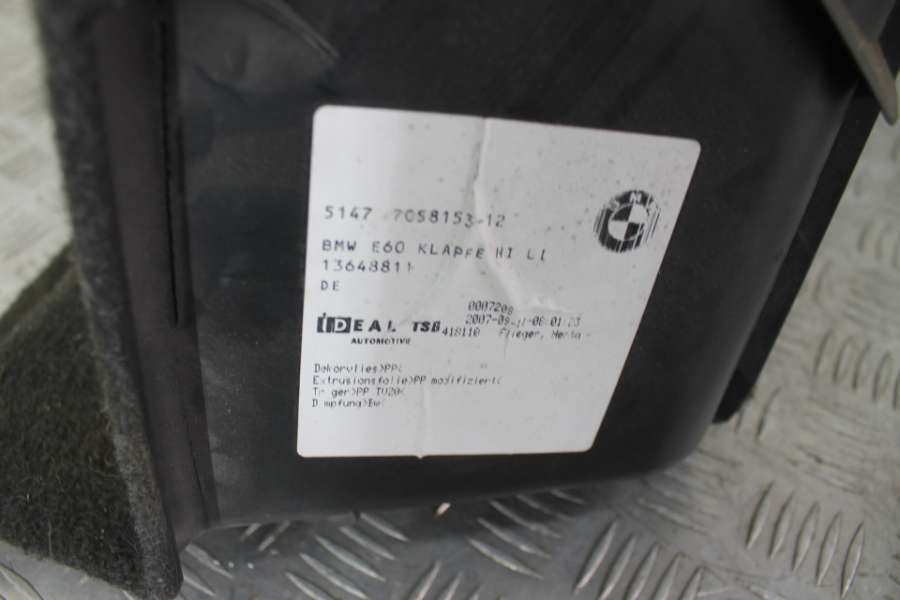 5147 7058153-12
BMW E60 KLAPPE HI LI
13648811
DE
0007208
IDEAL TSB 418110
AUTOMOTIVE
Dekorvlies>PP<
Extrusionsfolie>PP modifiziert<
>PP TV20<